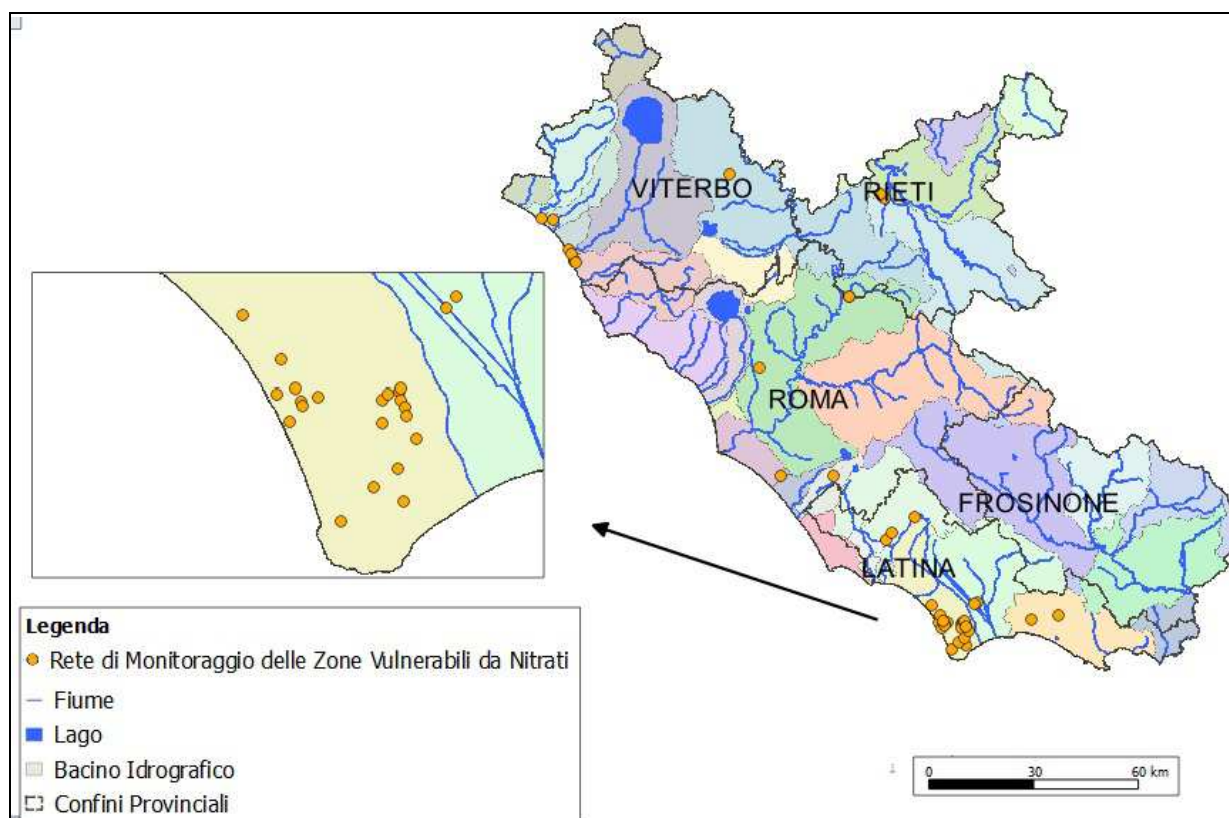 VITERBO
RIETI
ROMA
FROSINONE
LATINA
Legenda
Rete di Monitoraggio delle Zone Vulnerabili da Nitrati
Fiume
Lago
Bacino Idrografico
Confini Provinciali
0 30 60 km